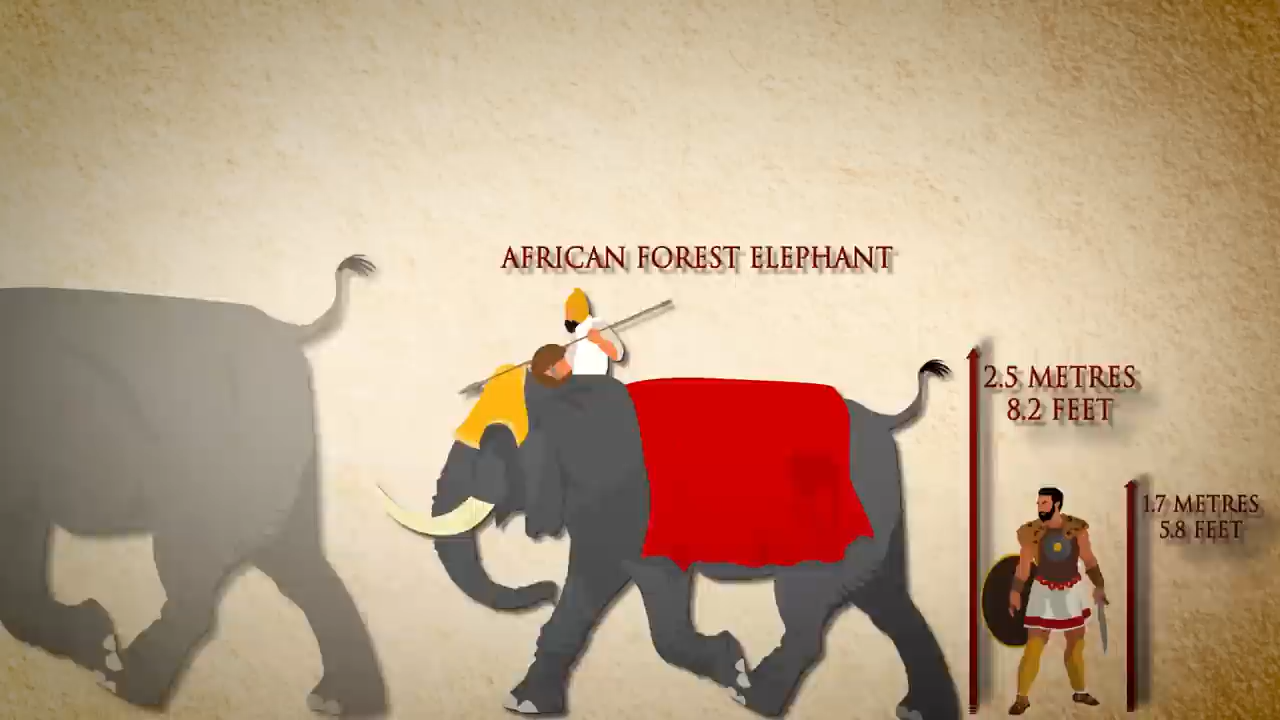 AFRICAN FOREST ELEPHANT
2.5 METRES
8.2 FEET
1.7 METRES
5.8 FEET